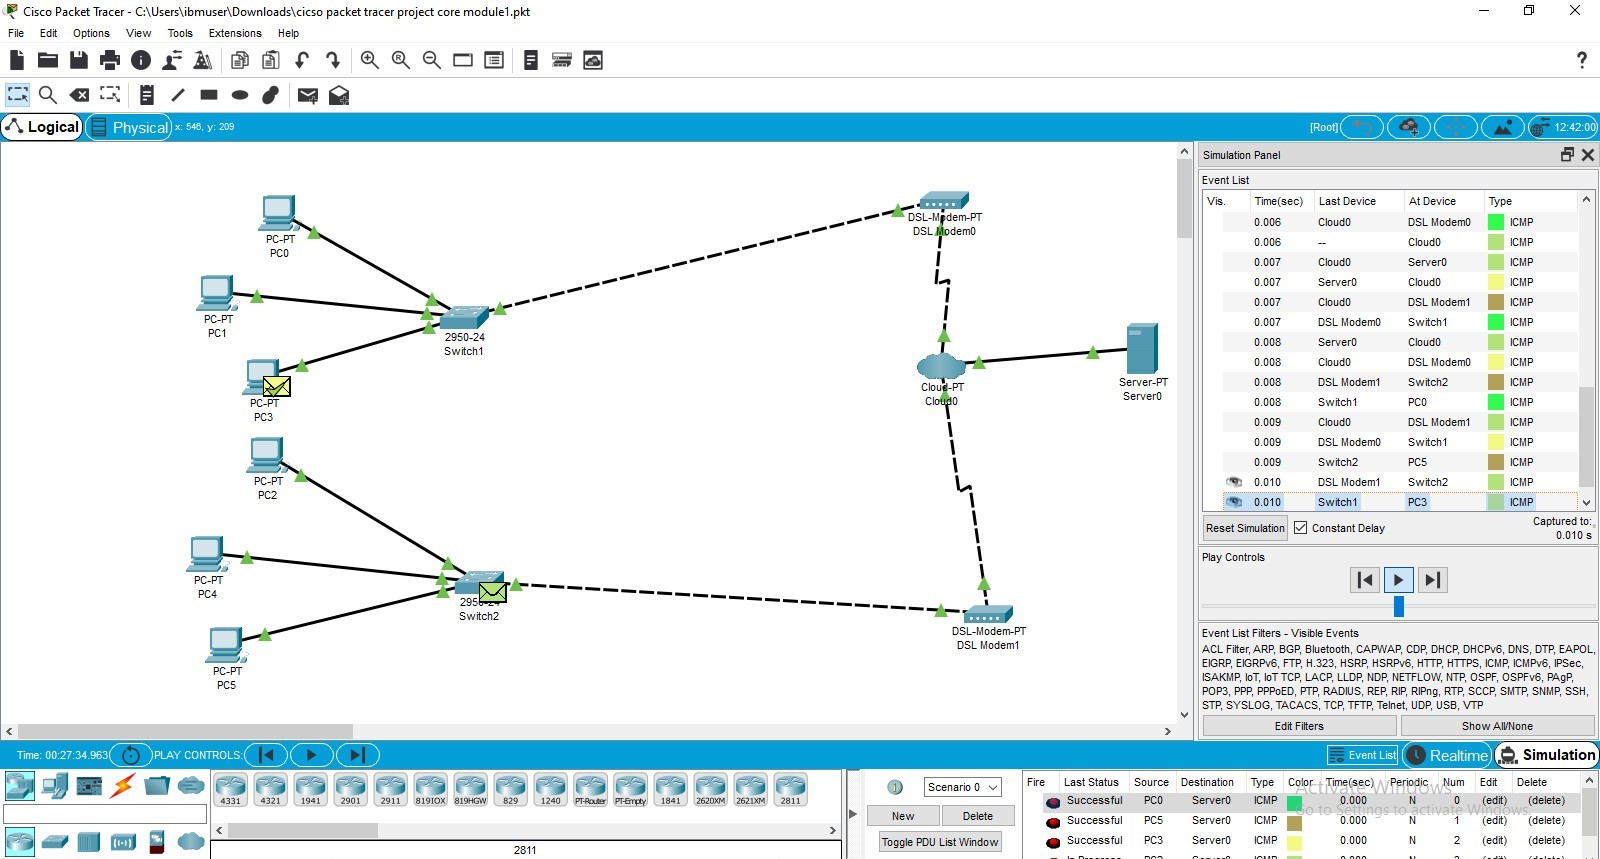 Cisco Packet Tracer - C:\Users\ibmuser\Downloads\cicso packet tracer project core module1.pkt
File Edit Options View Tools Extensions Help
?
Logical Physical x: 546, y: 209 [Root] 12:42:00
PC-PT
PC0
PC-PT
PC1
PC-PT
PC3
PC-PT
PC2
PC-PT
PC4
PC-PT
PC5
2950-24
Switch1
2950-24
Switch2
DSL-Modem-PT
DSL Modem0
Cloud-PT
Cloud0
Server-PT
Server0
DSL-Modem-PT
DSL Modem1
Simulation Panel
Event List
Vis. Time(sec) Last Device At Device Type
0.006 Cloud0 DSL Modem0 ICMP
0.006 -- Cloud0 ICMP
0.007 Cloud0 Server0 ICMP
0.007 Server0 Cloud0 ICMP
0.007 Cloud0 DSL Modem1 ICMP
0.007 DSL Modem0 Switch1 ICMP
0.008 Server0 Cloud0 ICMP
0.008 Cloud0 DSL Modem0 ICMP
0.008 DSL Modem1 Switch2 ICMP
0.008 Switch1 PC0 ICMP
0.009 Cloud0 DSL Modem1 ICMP
0.009 DSL Modem0 Switch1 ICMP
0.009 Switch2 PC5 ICMP
0.010 DSL Modem1 Switch2 ICMP
0.010 Switch1 PC3 ICMP
Reset Simulation Constant Delay Captured to:
0.010 s
Play Controls
Event List Filters - Visible Events
ACL Filter, ARP, BGP, Bluetooth, CAPWAP, CDP, DHCP, DHCPv6, DNS, DTP, EAPOL,
EIGRP, EIGRPv6, FTP, H.323, HSRP, HSRPv6, HTTP, HTTPS, ICMP, ICMPv6, IPSec,
ISAKMP, IoT, IoT TCP, LACP, LLDP, NDP, NETFLOW, NTP, OSPF, OSPFv6, PAgP,
POP3, PPP, PPPoED, PTP, RADIUS, REP, RIP, RIPng, RTP, SCCP, SMTP, SNMP, SSH,
STP, SYSLOG, TACACS, TCP, TFTP, Telnet, UDP, USB, VTP
Edit Filters Show All/None
Time: 00:27:34.963 PLAY CONTROLS: Event List Realtime Simulation
4331 4321 1941 2901 2911 819IOX 819HGW 829 1240 PT-Router PT-Empty 1841 2620XM 2621XM 2811
2811
Scenario 0
New Delete
Toggle PDU List Window
Fire Last Status Source Destination Type Color Time(sec) Periodic Num Edit Delete
Successful PC0 Server0 ICMP 0.000 N 0 (edit) (delete)
Successful PC5 Server0 ICMP 0.000 N 1 (edit) (delete)
Successful PC3 Server0 ICMP 0.000 N 2 (edit) (delete)
Activate Windows
Go to Settings to activate Windows.